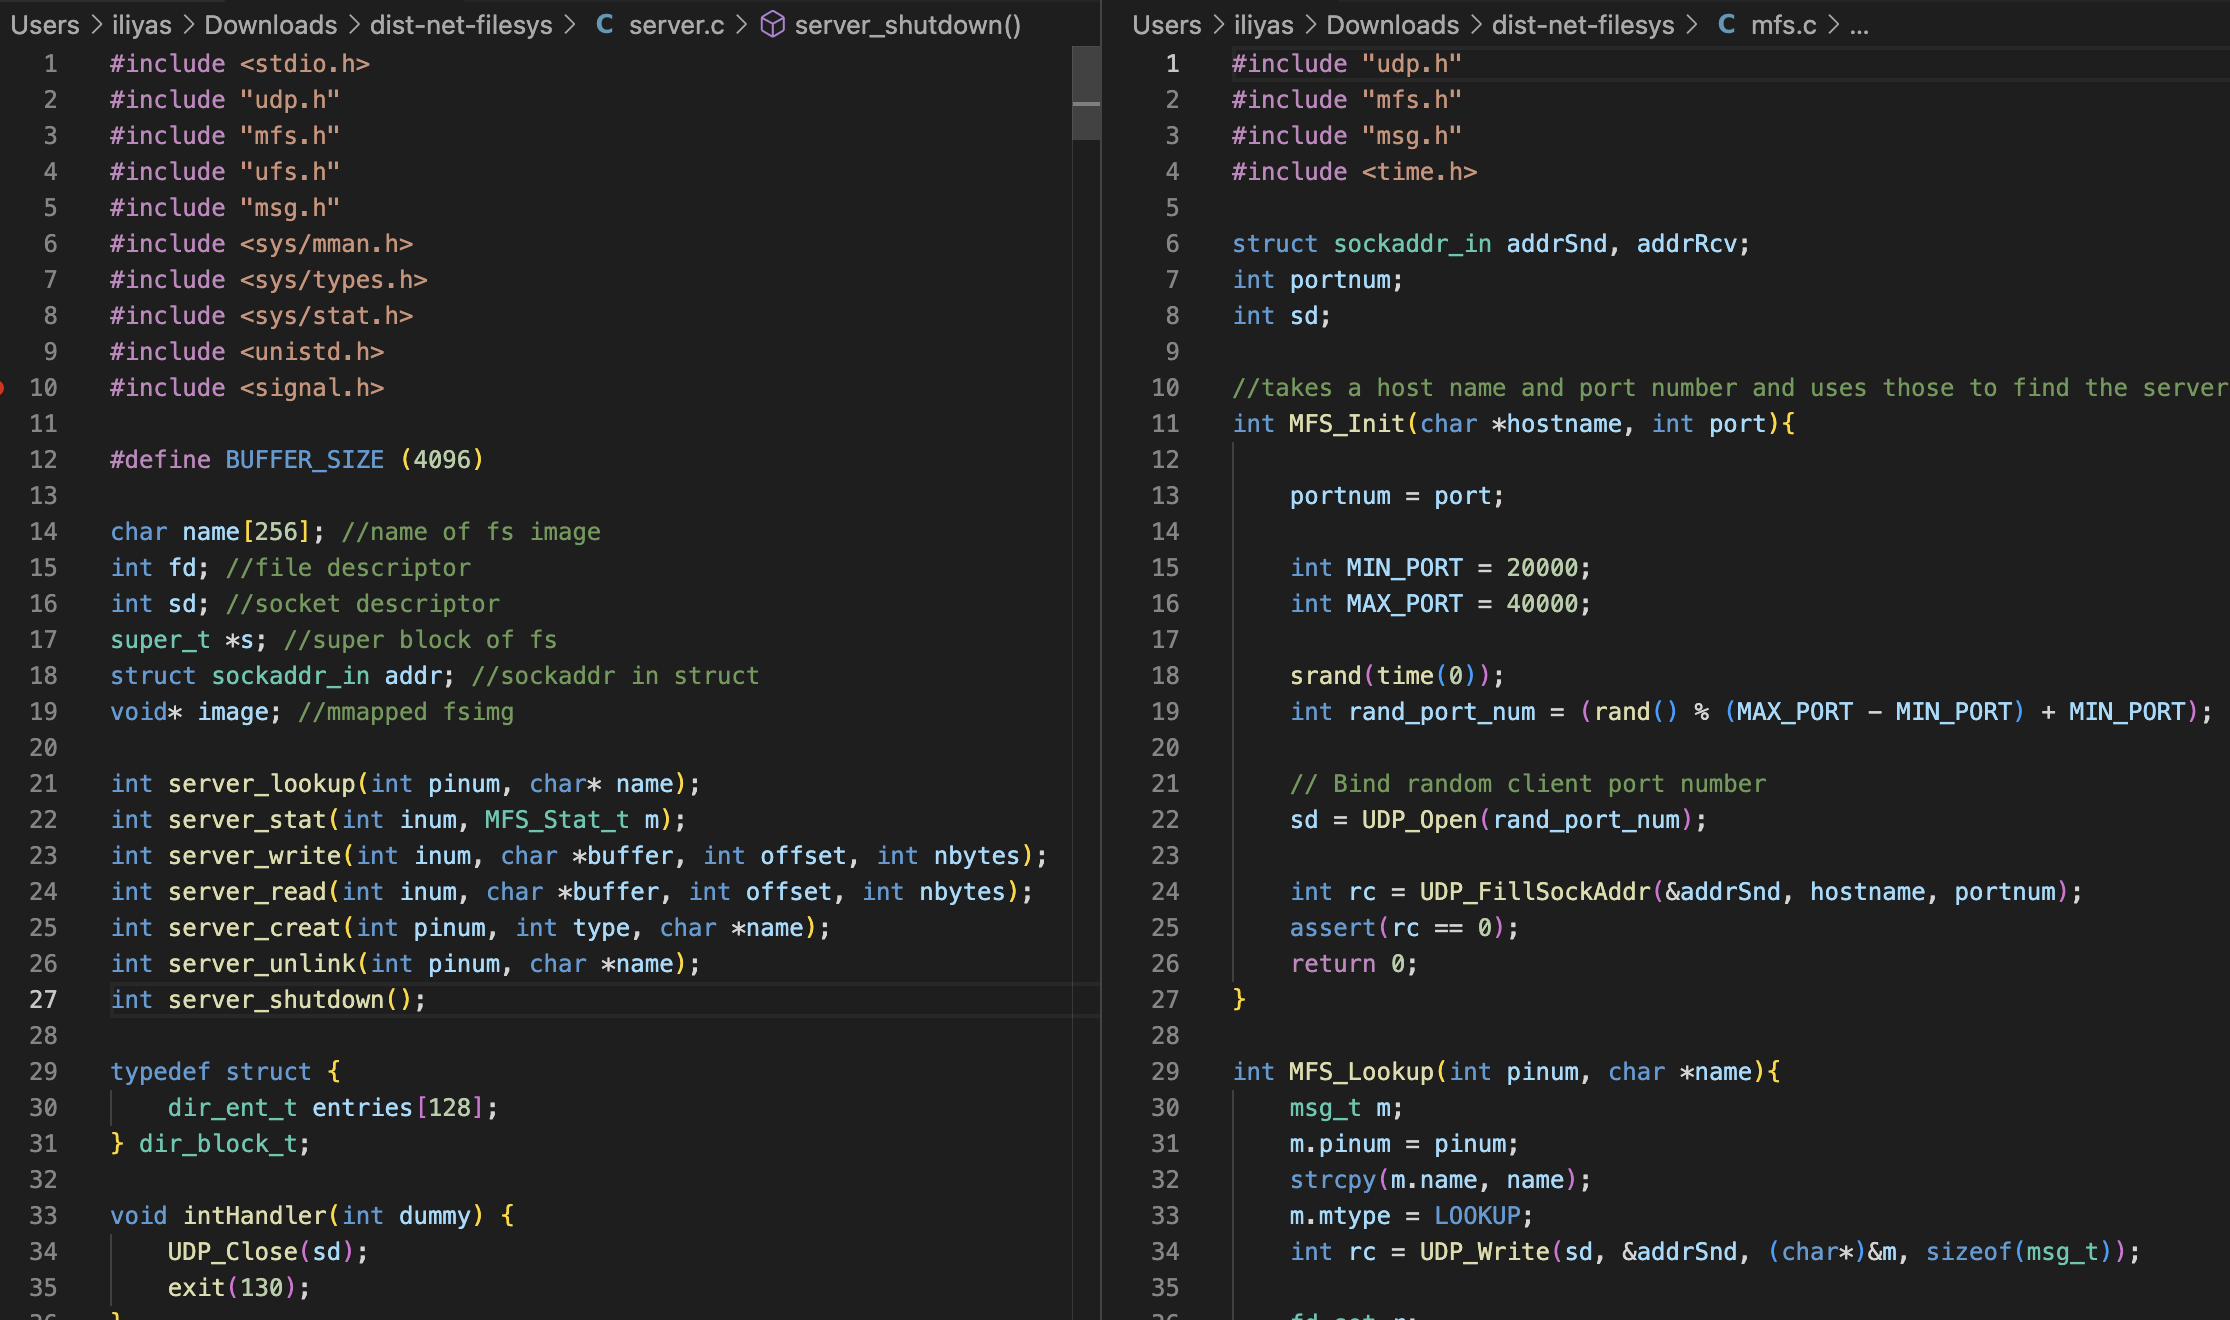 Users > iliyas > Downloads > dist-net-filesys > C server.c > server_shutdown()
1 #include <stdio.h>
2 #include "udp.h"
3 #include "mfs.h"
4 #include "ufs.h"
5 #include "msg.h"
6 #include <sys/mman.h>
7 #include <sys/types.h>
8 #include <sys/stat.h>
9 #include <unistd.h>
10 #include <signal.h>
11
12 #define BUFFER_SIZE (4096)
13
14 char name[256]; //name of fs image
15 int fd; //file descriptor
16 int sd; //socket descriptor
17 super_t *s; //super block of fs
18 struct sockaddr_in addr; //sockaddr in struct
19 void* image; //mmapped fsimg
20
21 int server_lookup(int pinum, char* name);
22 int server_stat(int inum, MFS_Stat_t m);
23 int server_write(int inum, char *buffer, int offset, int nbytes);
24 int server_read(int inum, char *buffer, int offset, int nbytes);
25 int server_creat(int pinum, int type, char *name);
26 int server_unlink(int pinum, char *name);
27 int server_shutdown();
28
29 typedef struct {
30     dir_ent_t entries[128];
31 } dir_block_t;
32
33 void intHandler(int dummy) {
34     UDP_Close(sd);
35     exit(130);
36 }
Users > iliyas > Downloads > dist-net-filesys > C mfs.c > ...
1 #include "udp.h"
2 #include "mfs.h"
3 #include "msg.h"
4 #include <time.h>
5
6 struct sockaddr_in addrSnd, addrRcv;
7 int portnum;
8 int sd;
9
10 //takes a host name and port number and uses those to find the server
11 int MFS_Init(char *hostname, int port){
12
13     portnum = port;
14
15     int MIN_PORT = 20000;
16     int MAX_PORT = 40000;
17
18     srand(time(0));
19     int rand_port_num = (rand() % (MAX_PORT - MIN_PORT) + MIN_PORT);
20
21     // Bind random client port number
22     sd = UDP_Open(rand_port_num);
23
24     int rc = UDP_FillSockAddr(&addrSnd, hostname, portnum);
25     assert(rc == 0);
26     return 0;
27 }
28
29 int MFS_Lookup(int pinum, char *name){
30     msg_t m;
31     m.pinum = pinum;
32     strcpy(m.name, name);
33     m.mtype = LOOKUP;
34     int rc = UDP_Write(sd, &addrSnd, (char*)&m, sizeof(msg_t));
35
36     fd_set r;